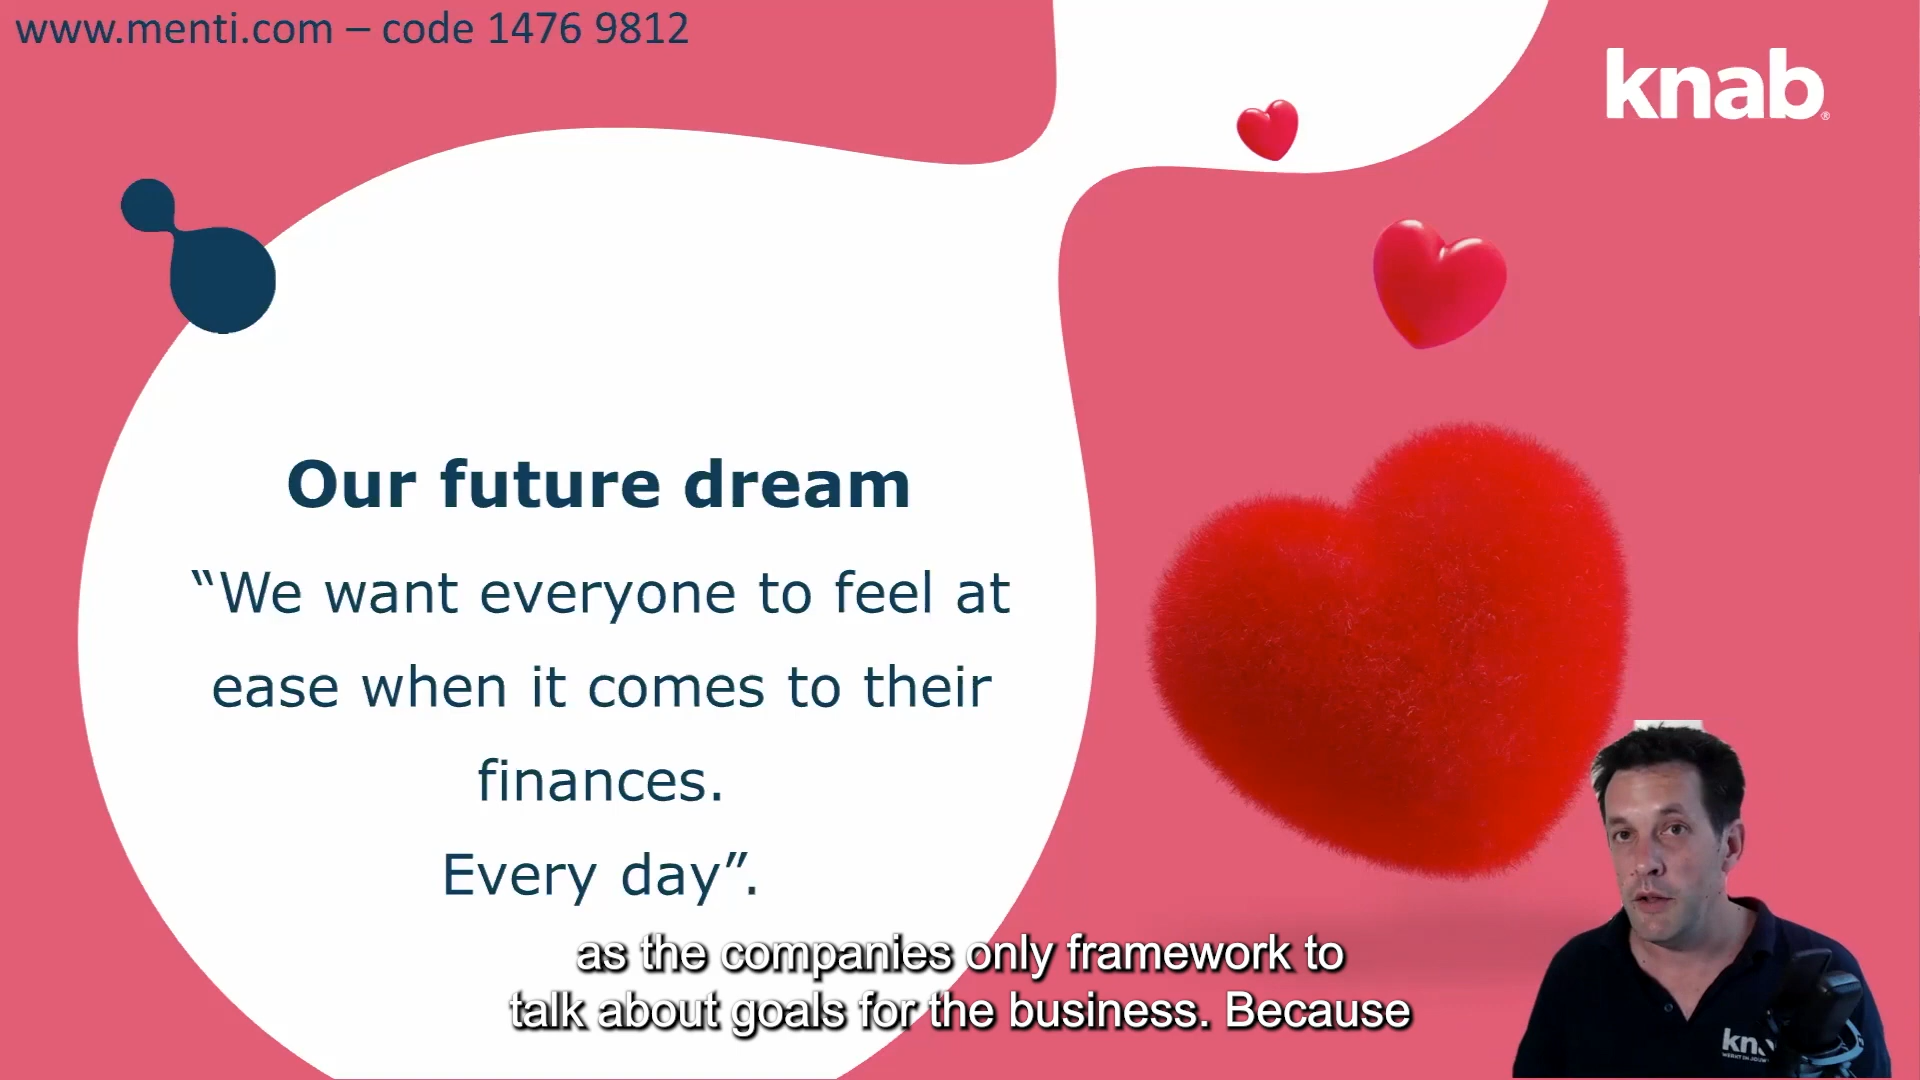 www.menti.com – code 1476 9812
knab®
Our future dream
“We want everyone to feel at
ease when it comes to their
finances.
Every day”.
as the companies only framework to
talk about goals for the business. Because